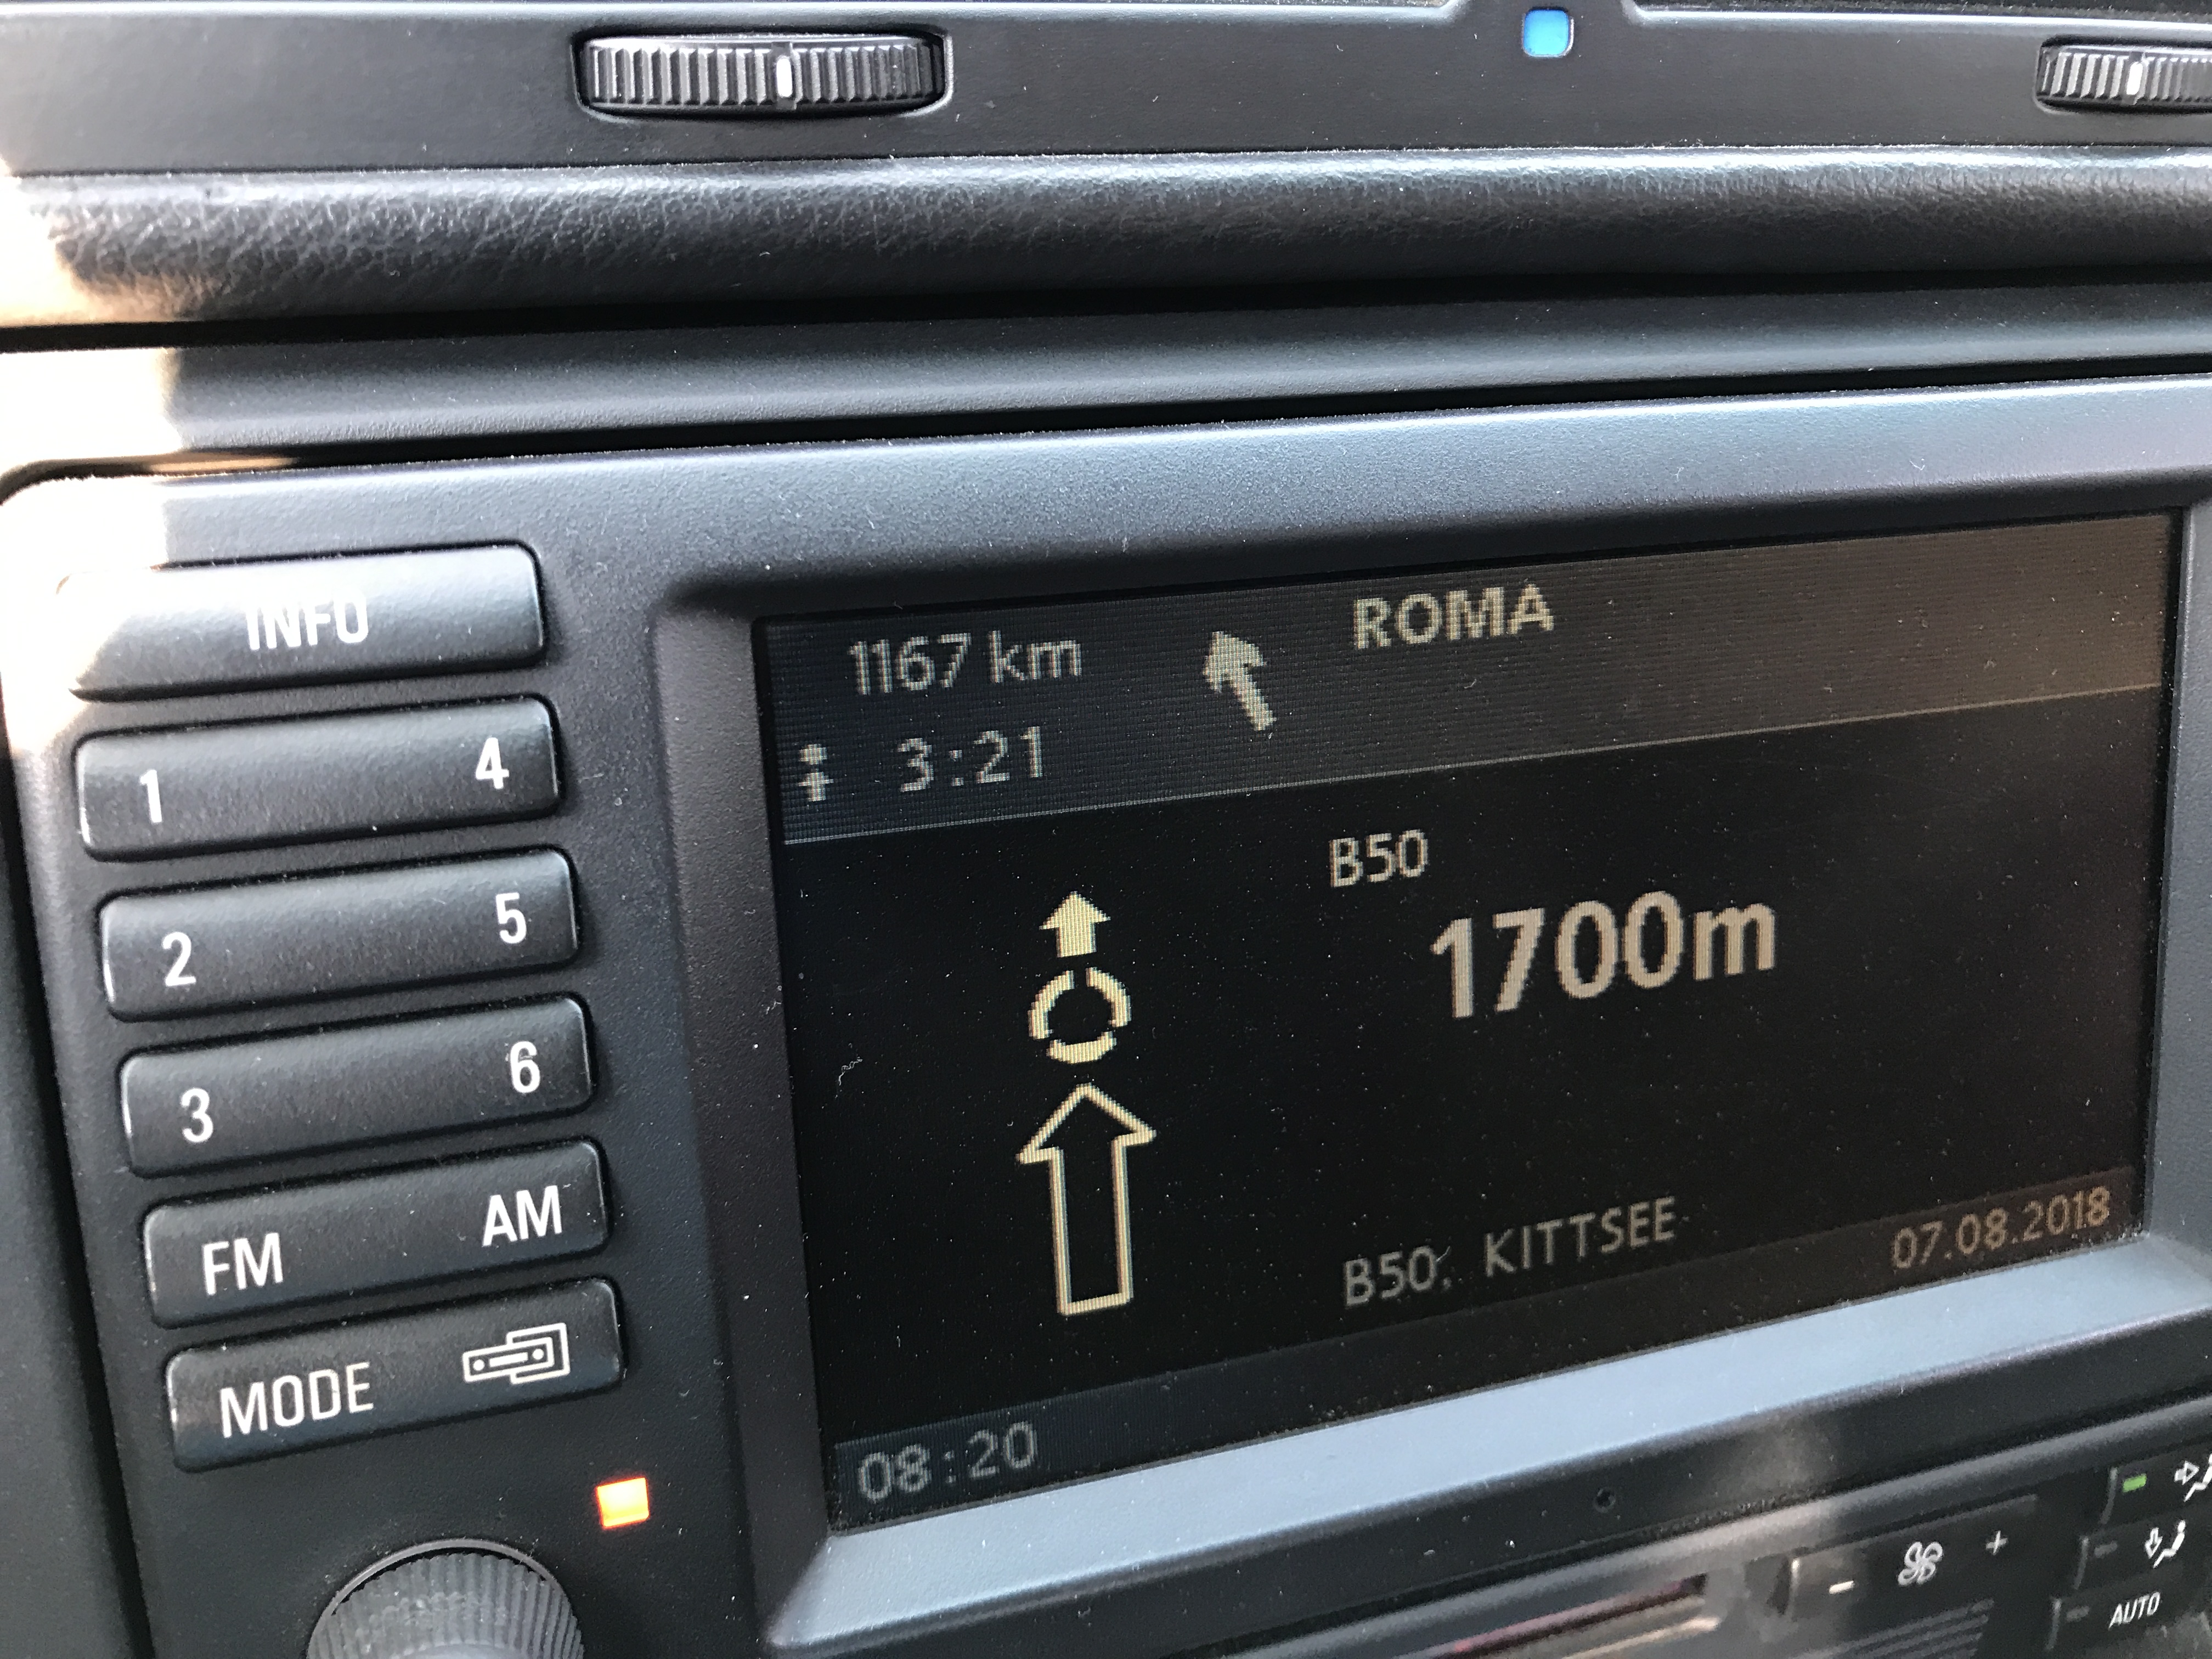 INFO
1 4
2 5
3 6
FM AM
MODE
1167 km
ROMA
3:21
B50
1700m
B50, KITTSEE
08:20
07.08.2018
- +
AUTO